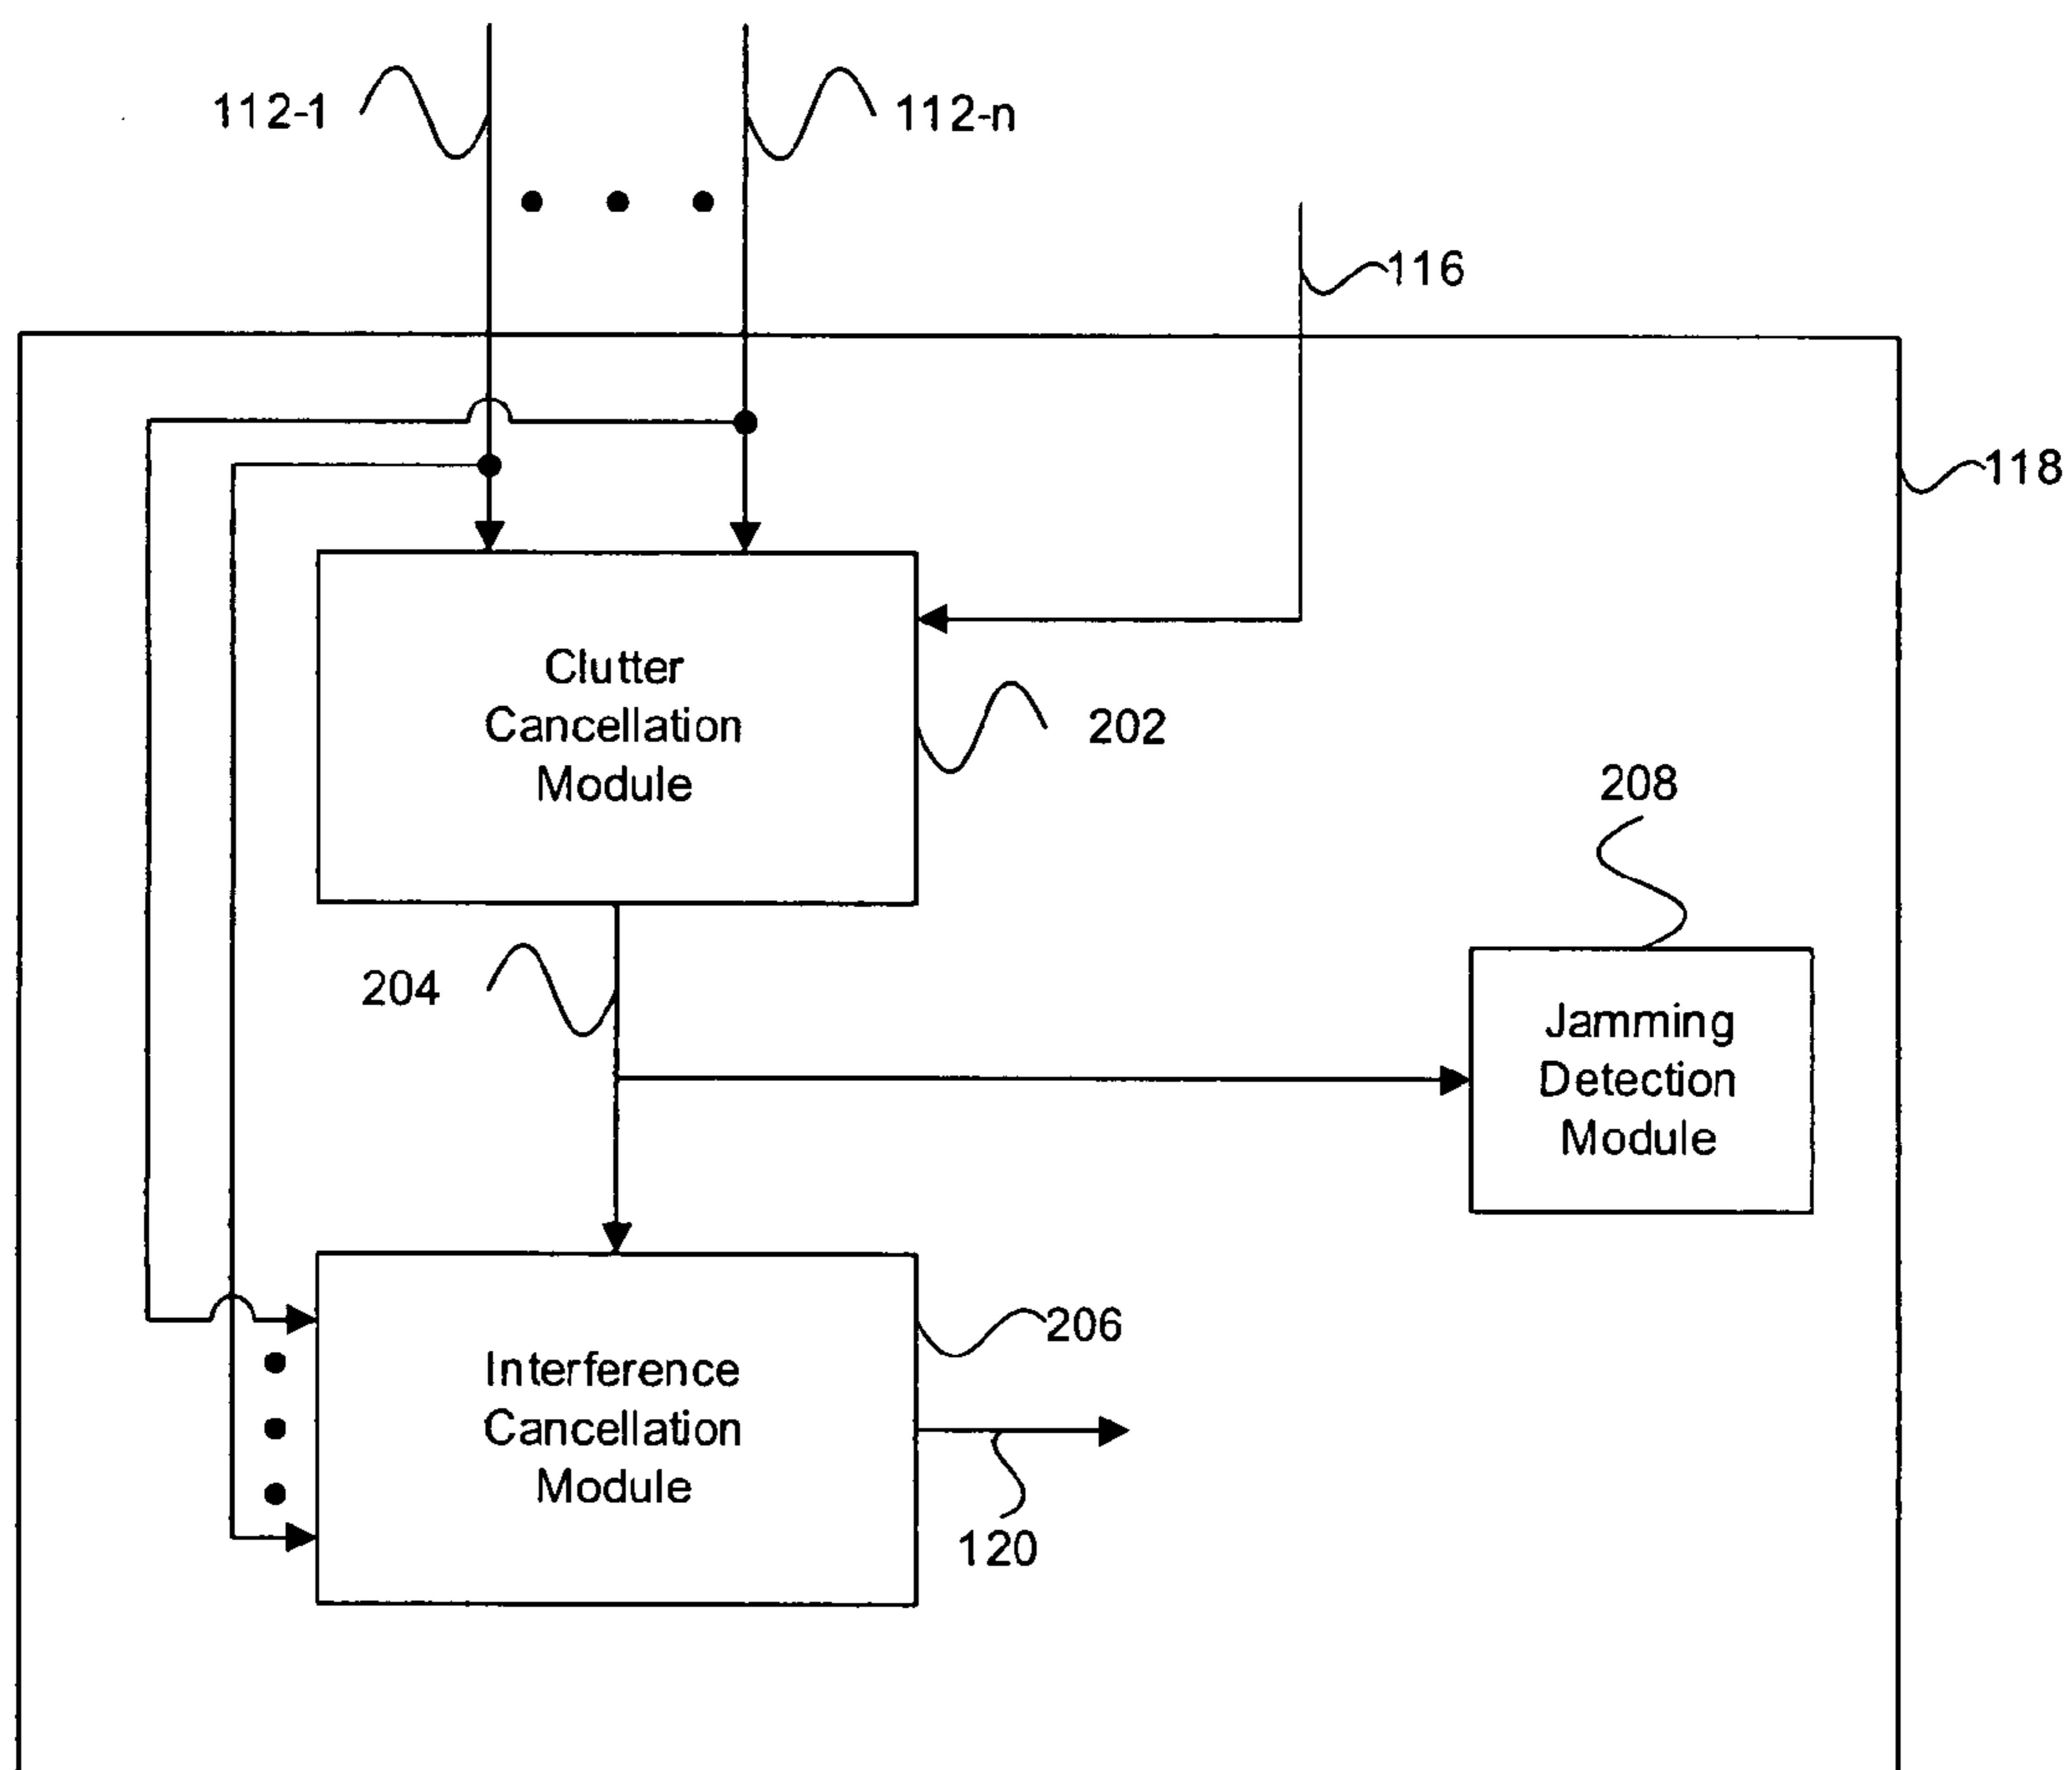 112-1
112-n
116
118
Clutter
Cancellation
Module
202
208
204
Jamming
Detection
Module
206
Interference
Cancellation
Module
120